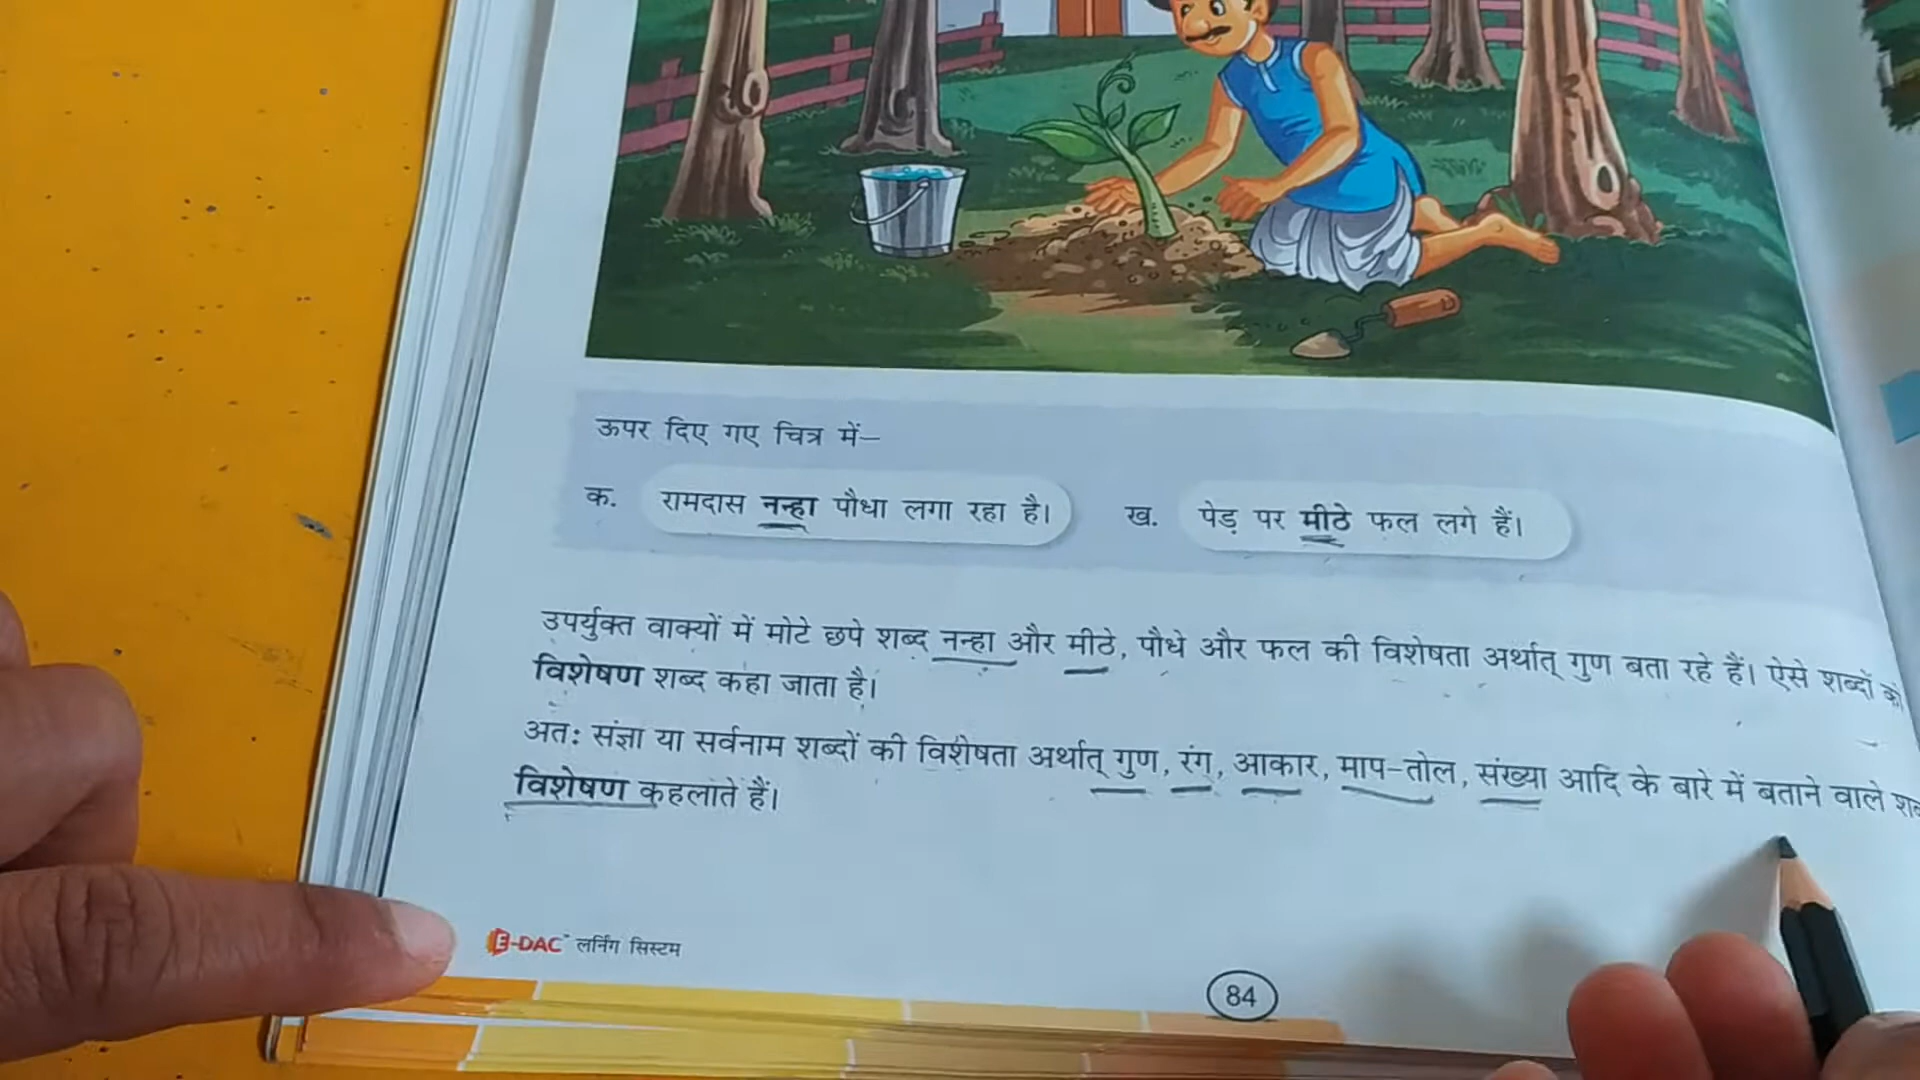 ऊपर दिए गए चित्र में–
क. रामदास नन्हा पौधा लगा रहा है। ख. पेड़ पर मीठे फल लगे हैं।
उपर्युक्त वाक्यों में मोटे छपे शब्द नन्हा और मीठे, पौधे और फल की विशेषता अर्थात् गुण बता रहे हैं। ऐसे शब्दों को
विशेषण शब्द कहा जाता है।
अतः संज्ञा या सर्वनाम शब्दों की विशेषता अर्थात् गुण, रंग, आकार, माप-तोल, संख्या आदि के बारे में बताने वाले
विशेषण कहलाते हैं।
E-DAC लर्निंग सिस्टम
84